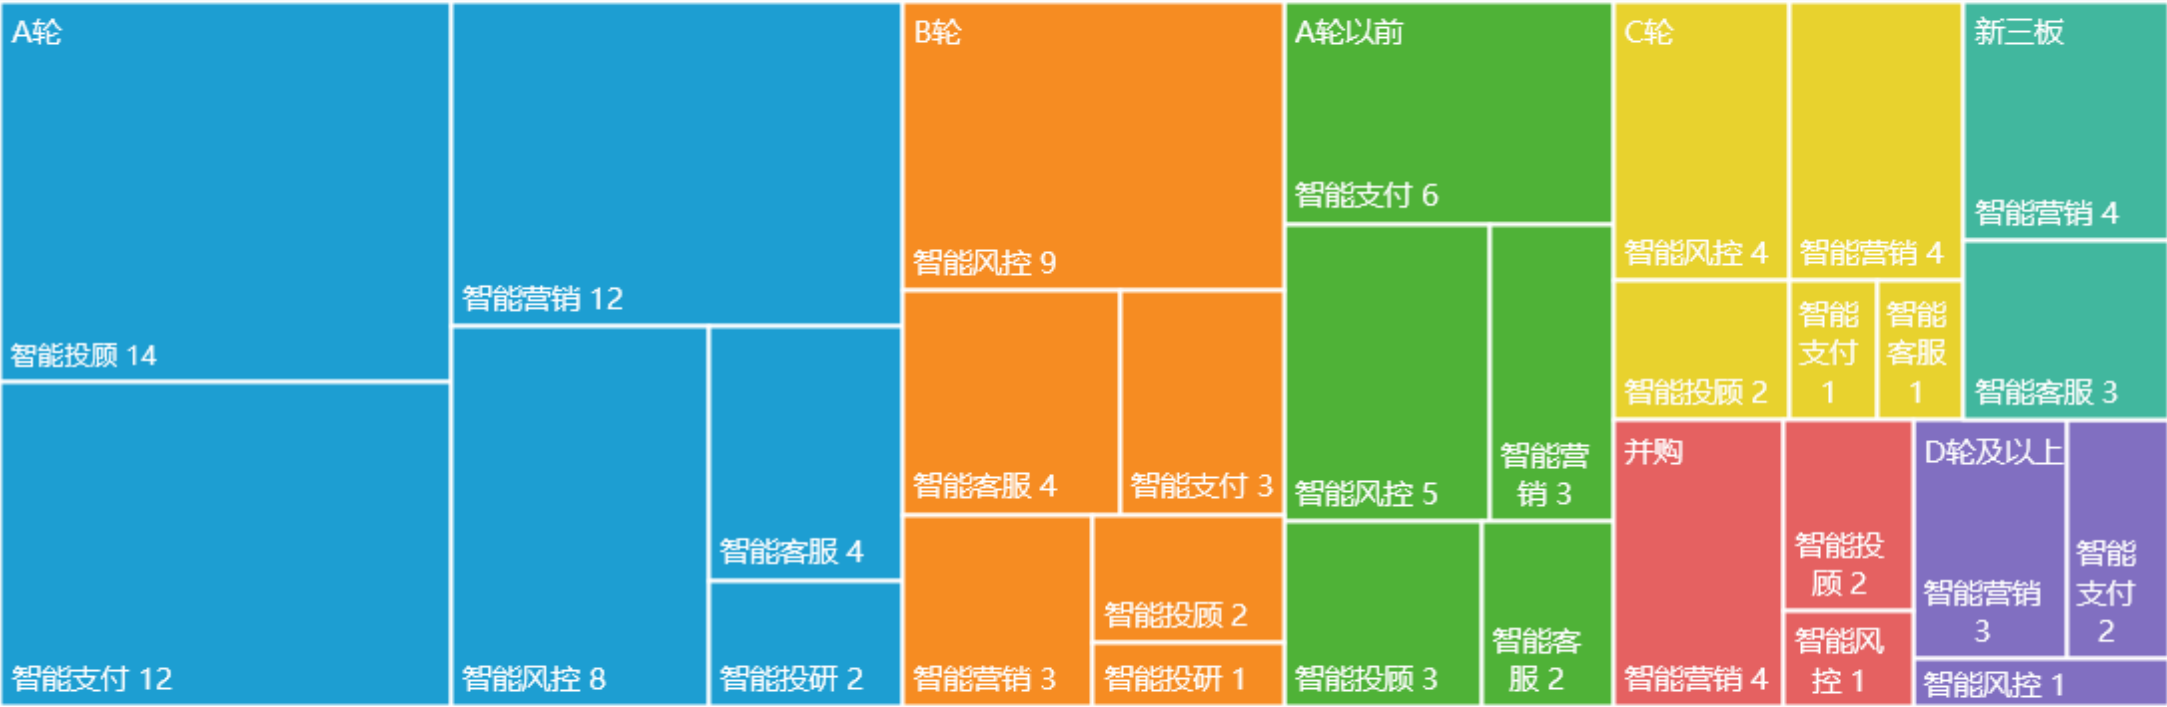 A轮
智能投顾 14
智能支付 12
智能营销 12
智能风控 8
智能客服 4
智能投研 2
B轮
智能风控 9
智能客服 4
智能支付 3
智能营销 3
智能投顾 2
智能投研 1
A轮以前
智能支付 6
智能风控 5
智能营
销 3
智能投顾 3
智能客
服 2
C轮
智能风控 4
智能营销 4
智能投顾 2
智能
支付
1
智能
客服
1
新三板
智能营销 4
智能客服 3
并购
智能营销 4
智能投
顾 2
智能风
控 1
D轮及以上
智能营销
3
智能
支付
2
智能风控 1